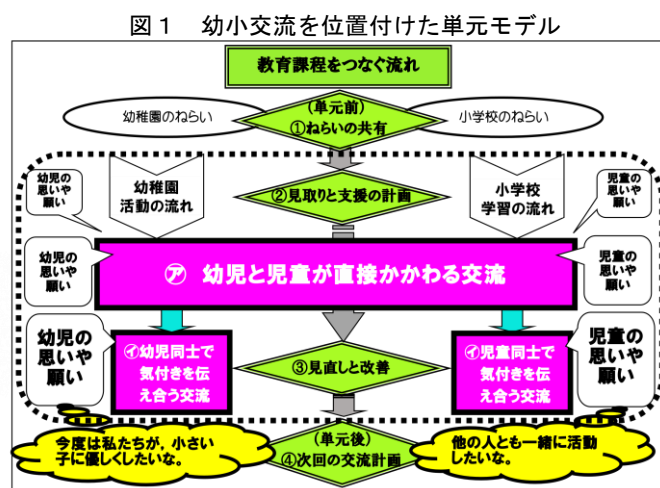 図1 幼小交流を位置付けた単元モデル
教育課程をつなぐ流れ
幼稚園のねらい
(単元前)
①ねらいの共有
小学校のねらい
幼児の
思いや
願い
幼稚園
活動の流れ
②見取りと支援の計画
小学校
学習の流れ
児童の
思いや
願い
幼児の
思いや
願い
㋐ 幼児と児童が直接かかわる交流
児童の
思いや
願い
幼児の
思いや
願い
㋑幼児同士で
気付きを伝
え合う交流
③見直しと改善
㋑児童同士で
気付きを伝
え合う交流
児童の
思いや
願い
今度は私たちが，小さい
子に優しくしたいな。
(単元後)
④次回の交流計画
他の人とも一緒に活動
したいな。